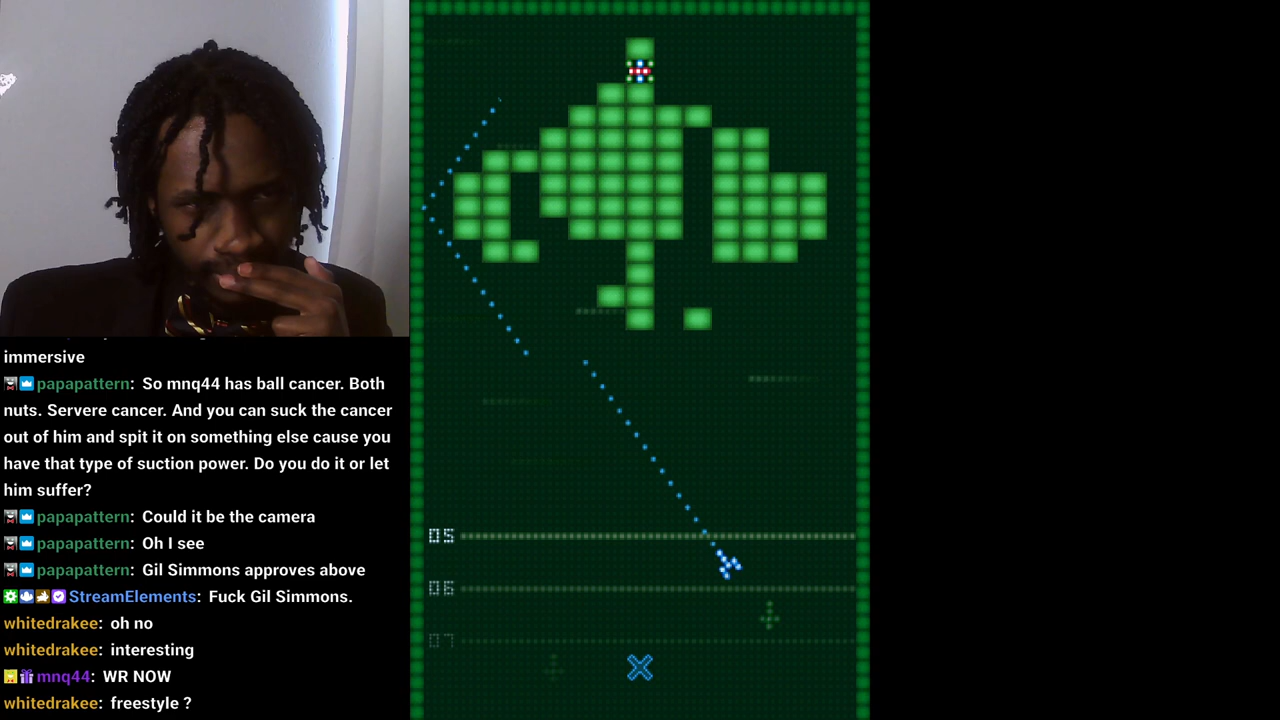 immersive
papapattern: So mnq44 has ball cancer. Both
nuts. Servere cancer. And you can suck the cancer
out of him and spit it on something else cause you
have that type of suction power. Do you do it or let
him suffer?
papapattern: Could it be the camera
papapattern: Oh I see
papapattern: Gil Simmons approves above
StreamElements: Fuck Gil Simmons.
whitedrakee: oh no
whitedrakee: interesting
mnq44: WR NOW
whitedrakee: freestyle ?
05
06
07